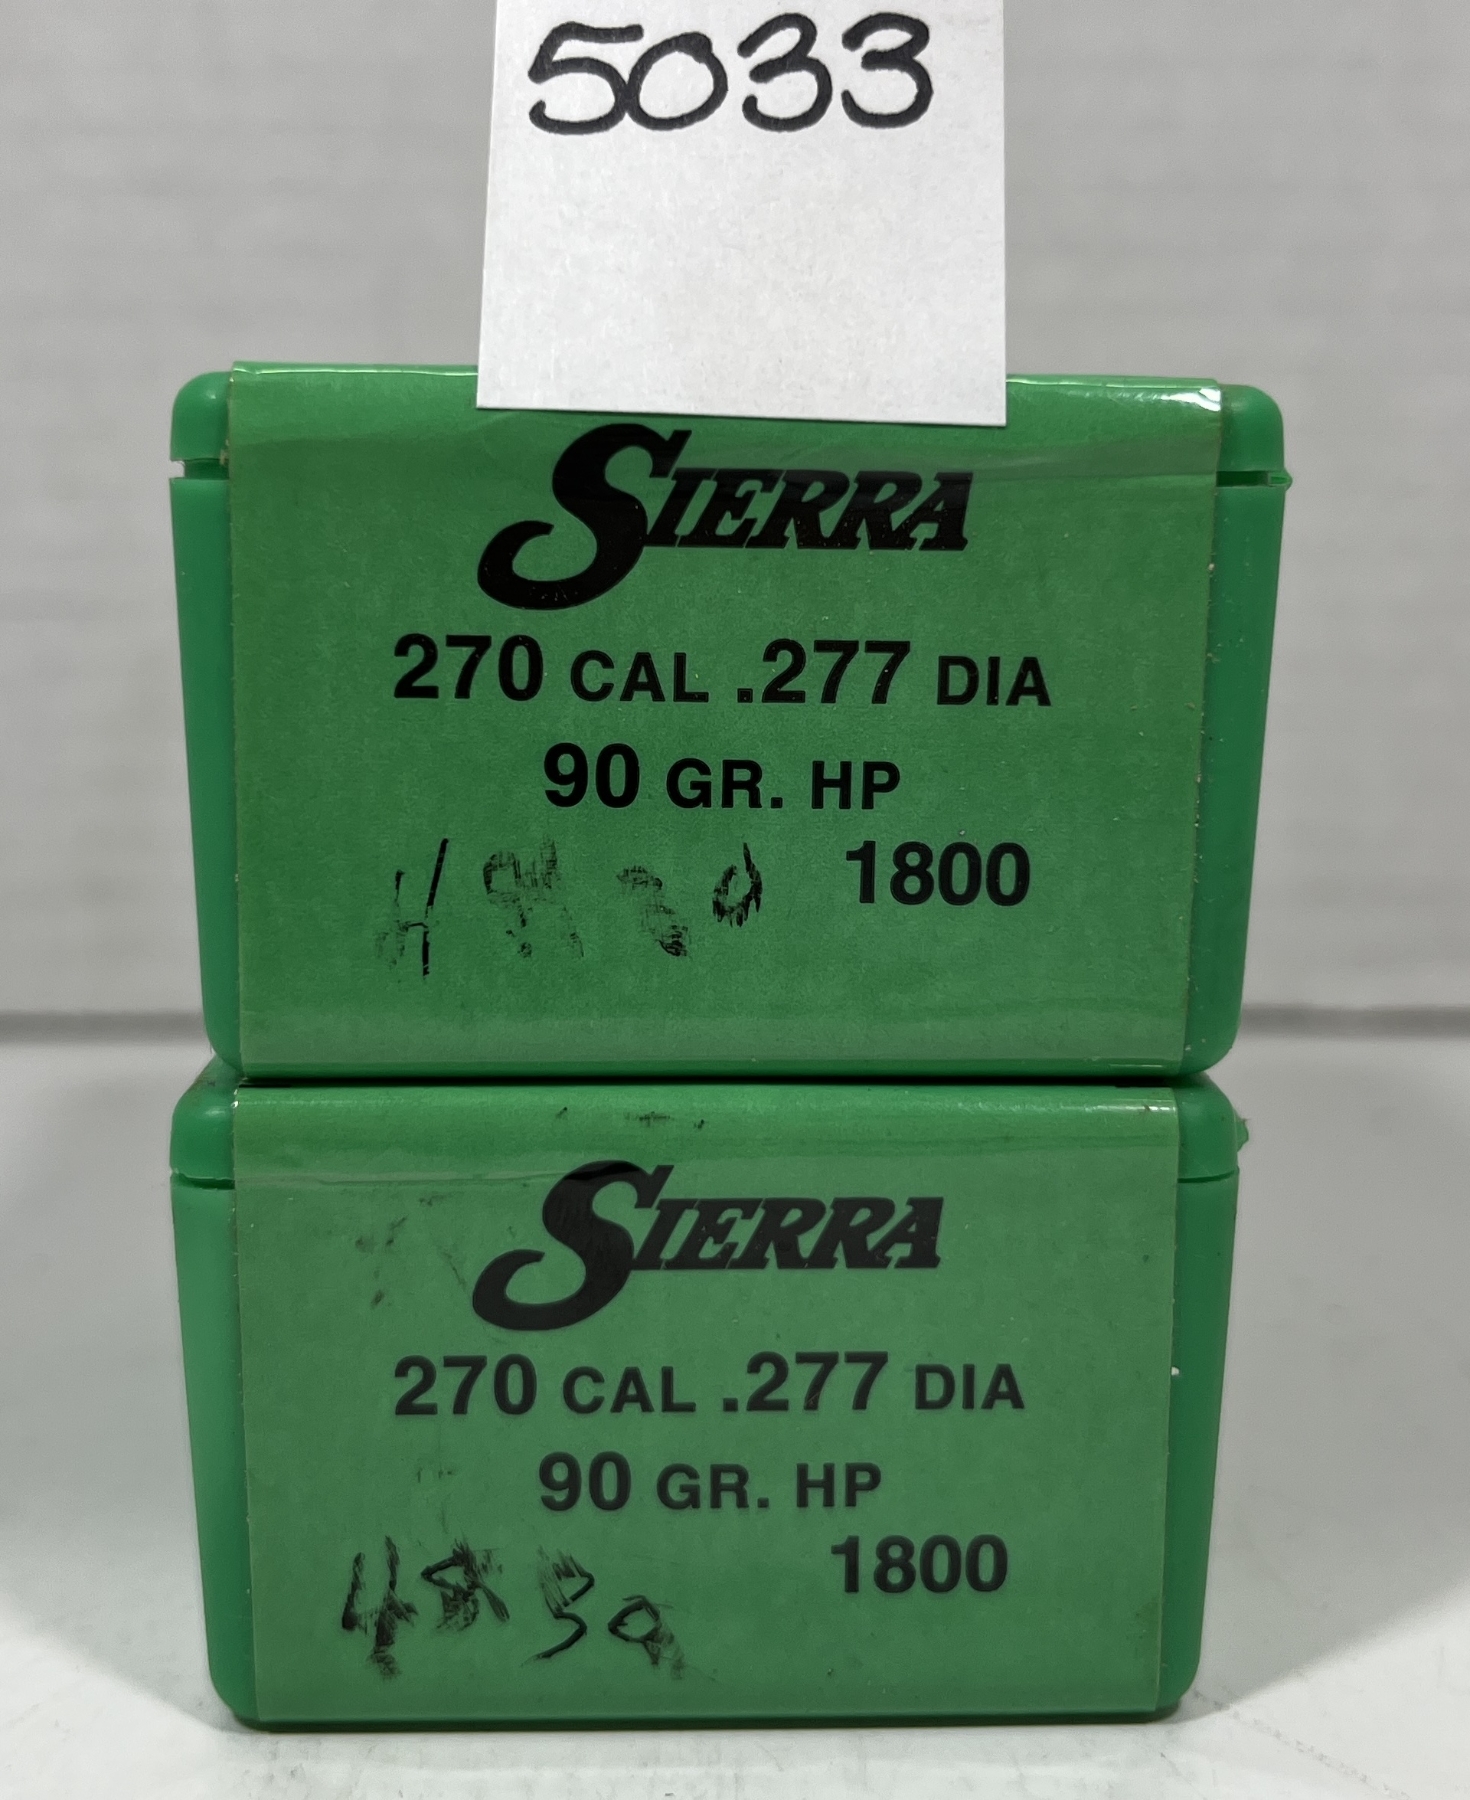 5033
SIERRA
270 CAL .277 DIA
90 GR. HP
1800
SIERRA
270 CAL .277 DIA
90 GR. HP
1800